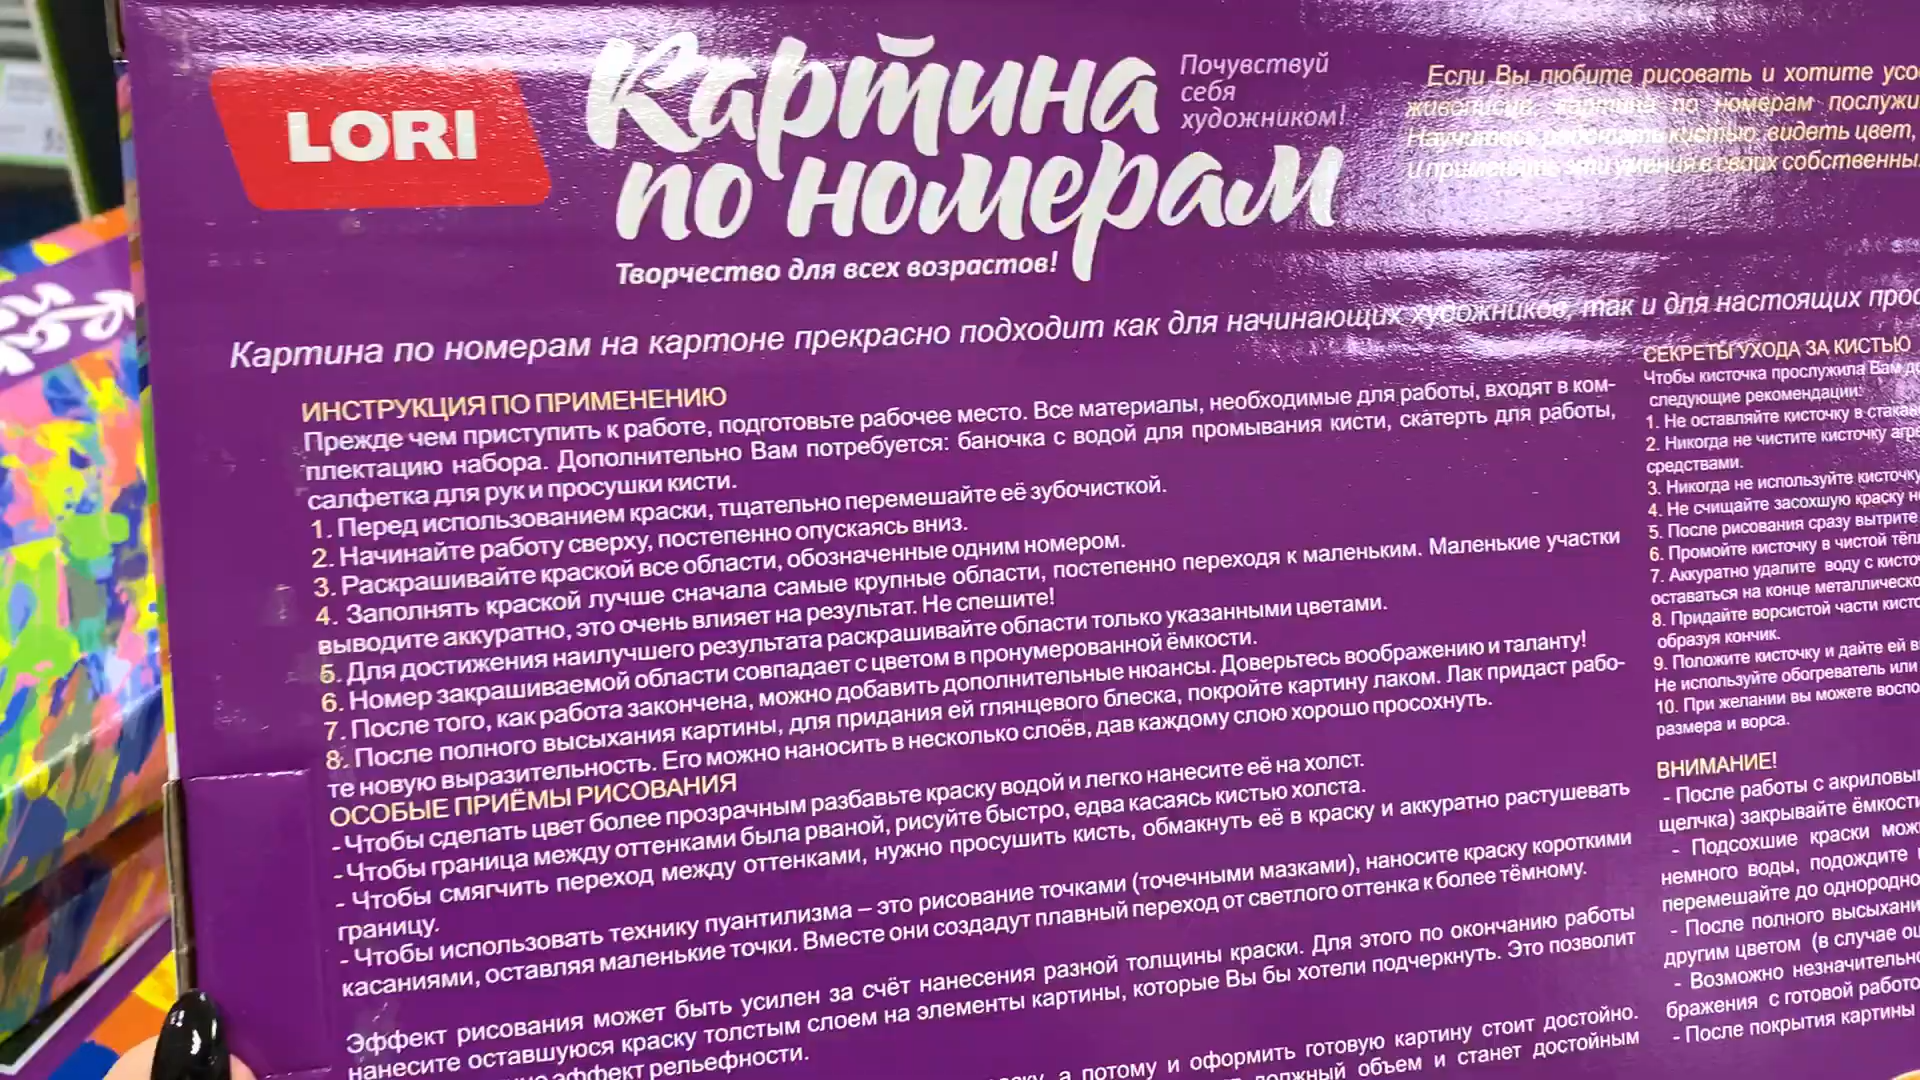 LORI
Картина
по номерам
Почувствуй
себя
художником!
Творчество для всех возрастов!
Если Вы любите рисовать и хотите
живописцы, картина по номерам
Научитесь работать кистью, видеть цвет,
И применять эти умения в своих
Картина по номерам на картоне прекрасно подходит как для начинающих художников, так и для настоящих
ИНСТРУКЦИЯ ПО ПРИМЕНЕНИЮ
Прежде чем приступить к работе, подготовьте рабочее место. Все материалы, необходимые для работы, входят в ком-
плектацию набора. Дополнительно Вам потребуется: баночка с водой для промывания кисти, скатерть для работы,
салфетка для рук и просушки кисти.
1. Перед использованием краски, тщательно перемешайте её зубочисткой.
2. Начинайте работу сверху, постепенно опускаясь вниз.
3. Раскрашивайте краской все области, обозначенные одним номером.
4. Заполнять краской лучше сначала самые крупные области, постепенно переходя к маленьким. Маленькие участки
выводите аккуратно, это очень влияет на результат. Не спешите!
5. Для достижения наилучшего результата раскрашивайте области только указанными цветами.
6. Номер закрашиваемой области совпадает с цветом в пронумерованной ёмкости.
7. После того, как работа закончена, можно добавить дополнительные нюансы. Доверьтесь воображению и таланту!
8. После полного высыхания картины, для придания ей глянцевого блеска, покройте картину лаком. Лак придаст рабо-
те новую выразительность. Его можно наносить в несколько слоёв, дав каждому слою хорошо просохнуть.
ОСОБЫЕ ПРИЁМЫ РИСОВАНИЯ
- Чтобы сделать цвет более прозрачным разбавьте краску водой и легко нанесите её на холст.
- Чтобы граница между оттенками была рваной, рисуйте быстро, едва касаясь кистью холста.
- Чтобы смягчить переход между оттенками, нужно просушить кисть, обмакнуть её в краску и аккуратно растушевать
границу.
- Чтобы использовать технику пуантилизма – это рисование точками (точечными мазками), наносите краску короткими
касаниями, оставляя маленькие точки. Вместе они создадут плавный переход от светлого оттенка к более тёмному.
Эффект рисования может быть усилен за счёт нанесения разной толщины краски. Для этого по окончанию работы
нанесите оставшуюся краску толстым слоем на элементы картины, которые Вы бы хотели подчеркнуть. Это позволит
эффект рельефности.
а потому и оформить готовую картину стоит достойно.
должный объем и станет достойным
СЕКРЕТЫ УХОДА ЗА КИСТЬЮ
Чтобы кисточка прослужила Вам
следующие рекомендации:
1. Не оставляйте кисточку в
2. Никогда не чистите кисточку
средствами.
3. Никогда не используйте кисточку
4. Не счищайте засохшую краску
5. После рисования сразу вытрите
6. Промойте кисточку в чистой
7. Аккуратно удалите воду с
оставаться на конце
8. Придайте ворсистой части
образуя кончик.
9. Положите кисточку и дайте ей
Не используйте обогреватель или
10. При желании вы можете
размера и ворса.
ВНИМАНИЕ!
- После работы с
щелчка) закрывайте
- Подсохшие краски
немного воды, подождите
перемешайте до
- После полного
другим цветом (в случае
- Возможно
бражения с готовой
- После покрытия картины